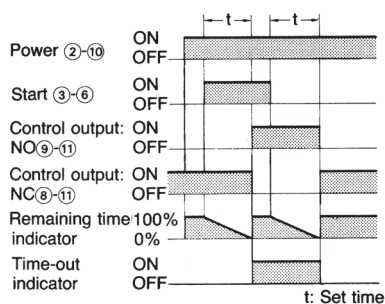 t t
Power ②-⑩ ON
OFF
Start ③-⑥ ON
OFF
Control output: ON
NO⑨-⑪ OFF
Control output: ON
NC⑧-⑪ OFF
Remaining time 100%
indicator 0%
Time-out ON
indicator OFF
t: Set time